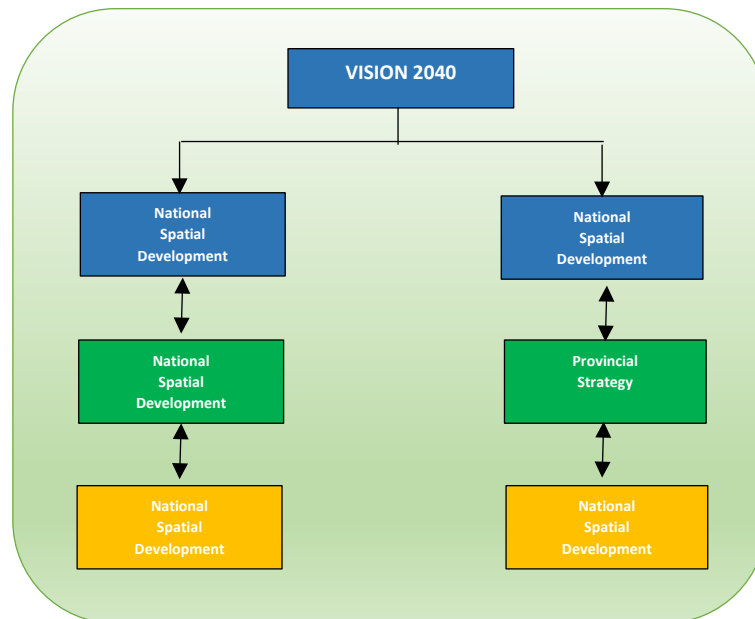 VISION 2040
National
Spatial
Development
National
Spatial
Development
National
Spatial
Development
Provincial
Strategy
National
Spatial
Development
National
Spatial
Development